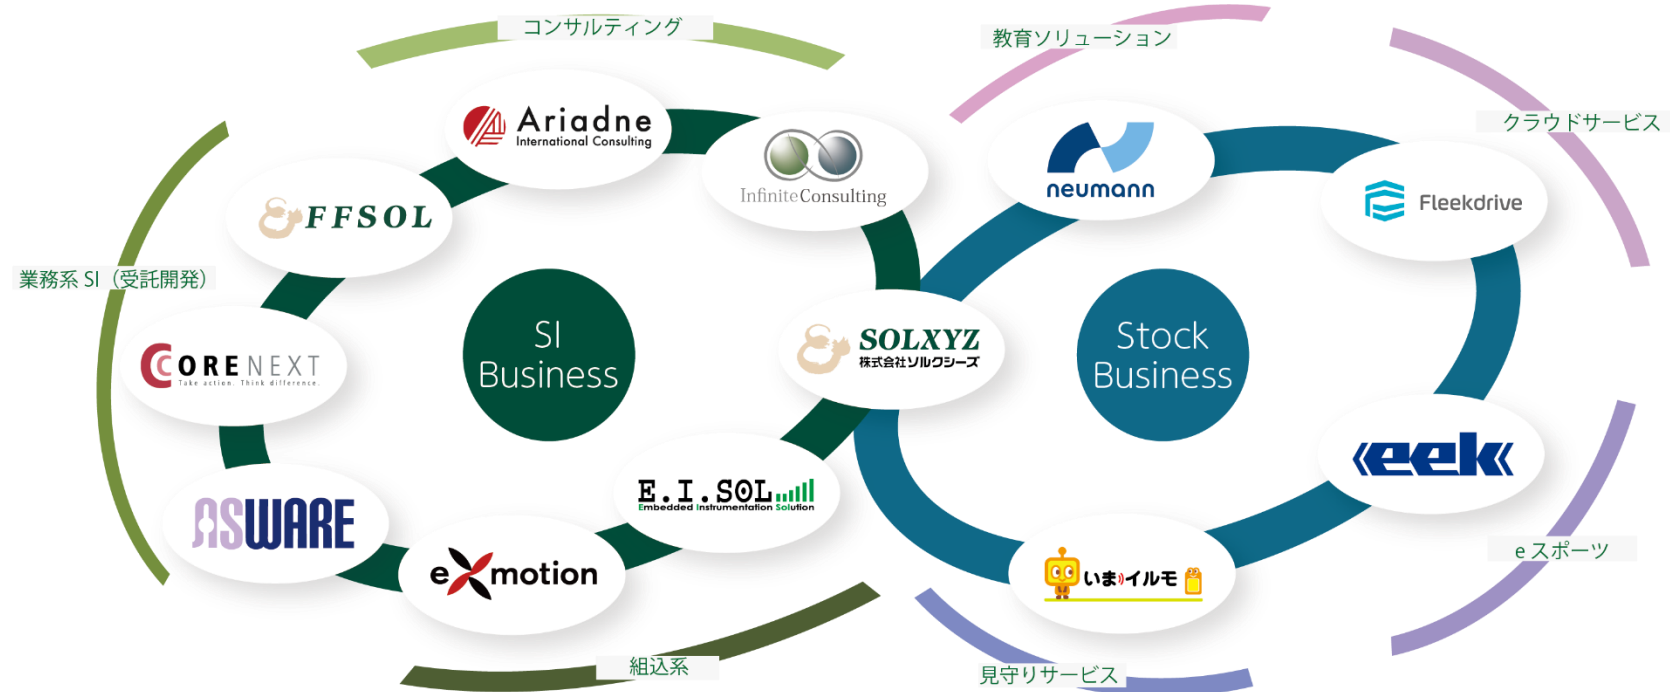 コンサルティング
教育ソリューション
クラウドサービス
Ariadne
International Consulting
Infinite Consulting
neumann
Fleekdrive
FFSOL
業務系 SI（受託開発）
SI
Business
SOLXYZ
株式会社ソルクシーズ
Stock
Business
CORENEXT
Take action. Think difference.
eek
E.I.SOL
Embedded Instrumentation Solution
ASWARE
eXmotion
いまイルモ
eスポーツ
組込系
見守りサービス